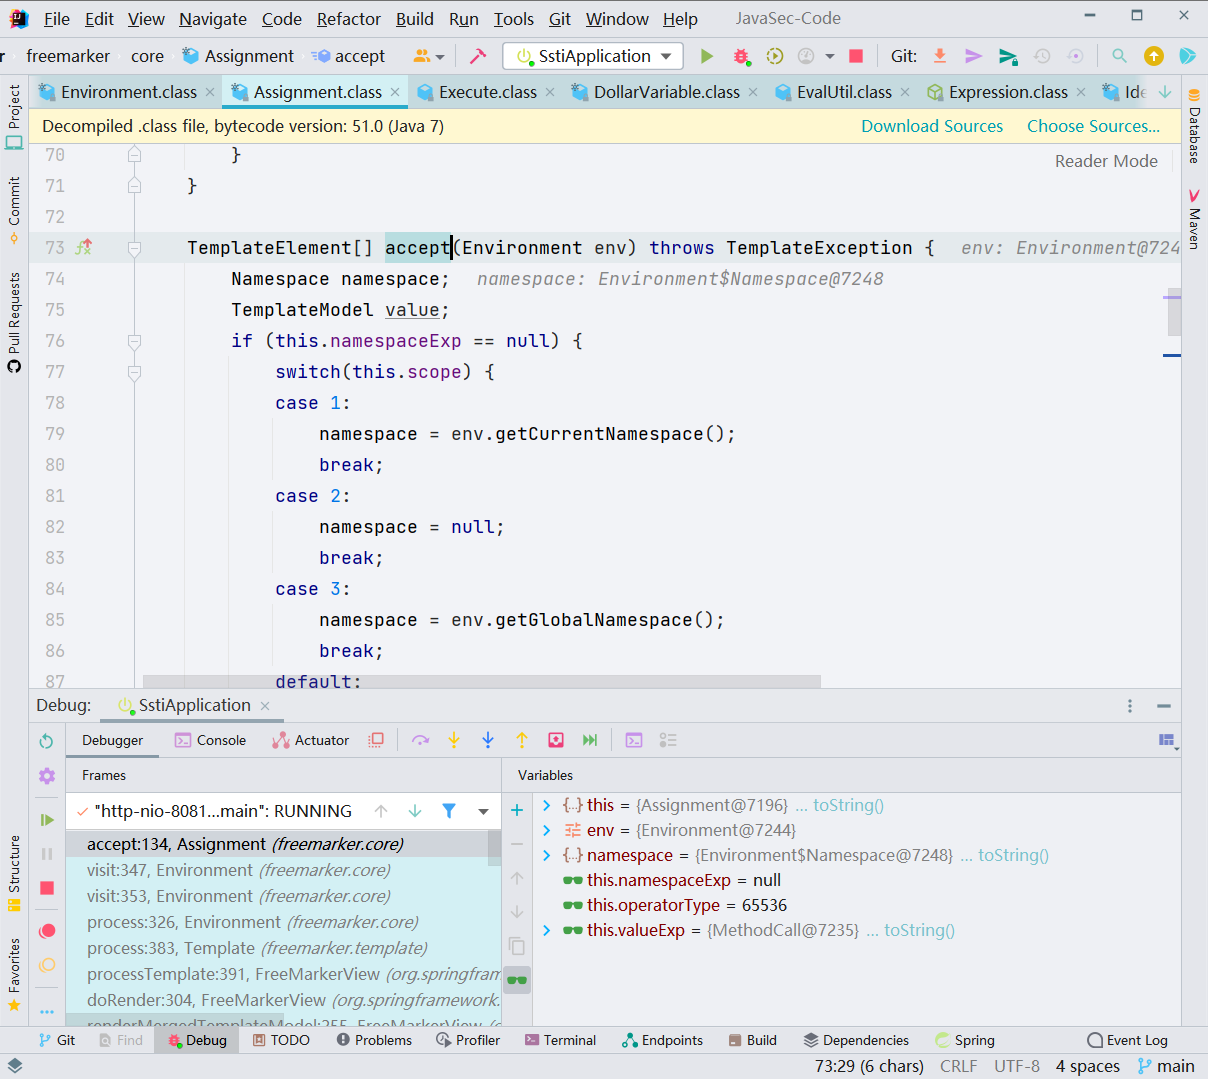 File Edit View Navigate Code Refactor Build Run Tools Git Window Help JavaSec-Code
r freemarker core Assignment accept SstiApplication Git:
Environment.class Assignment.class Execute.class DollarVariable.class EvalUtil.class Expression.class Ide
Decompiled .class file, bytecode version: 51.0 (Java 7) Download Sources Choose Sources...
Reader Mode
70 }
71 }
72
73 TemplateElement[] accept(Environment env) throws TemplateException { env: Environment@724
74 Namespace namespace; namespace: Environment$Namespace@7248
75 TemplateModel value;
76 if (this.namespaceExp == null) {
77 switch(this.scope) {
78 case 1:
79 namespace = env.getCurrentNamespace();
80 break;
81 case 2:
82 namespace = null;
83 break;
84 case 3:
85 namespace = env.getGlobalNamespace();
86 break;
87 default:
Project
Commit
Pull Requests
Structure
Favorites
Database
Maven
Debug: SstiApplication
Debugger Console Actuator
Frames
Variables
"http-nio-8081...main": RUNNING
accept:134, Assignment (freemarker.core)
visit:347, Environment (freemarker.core)
visit:353, Environment (freemarker.core)
process:326, Environment (freemarker.core)
process:383, Template (freemarker.template)
processTemplate:391, FreeMarkerView (org.springfram
doRender:304, FreeMarkerView (org.springframework.
renderMergedTemplateModel:255, FreeMarkerView (o
this = {Assignment@7196} ... toString()
env = {Environment@7244}
namespace = {Environment$Namespace@7248} ... toString()
this.namespaceExp = null
this.operatorType = 65536
this.valueExp = {MethodCall@7235} ... toString()
Git Find Debug TODO Problems Profiler Terminal Endpoints Build Dependencies Spring Event Log
73:29 (6 chars) CRLF UTF-8 4 spaces main